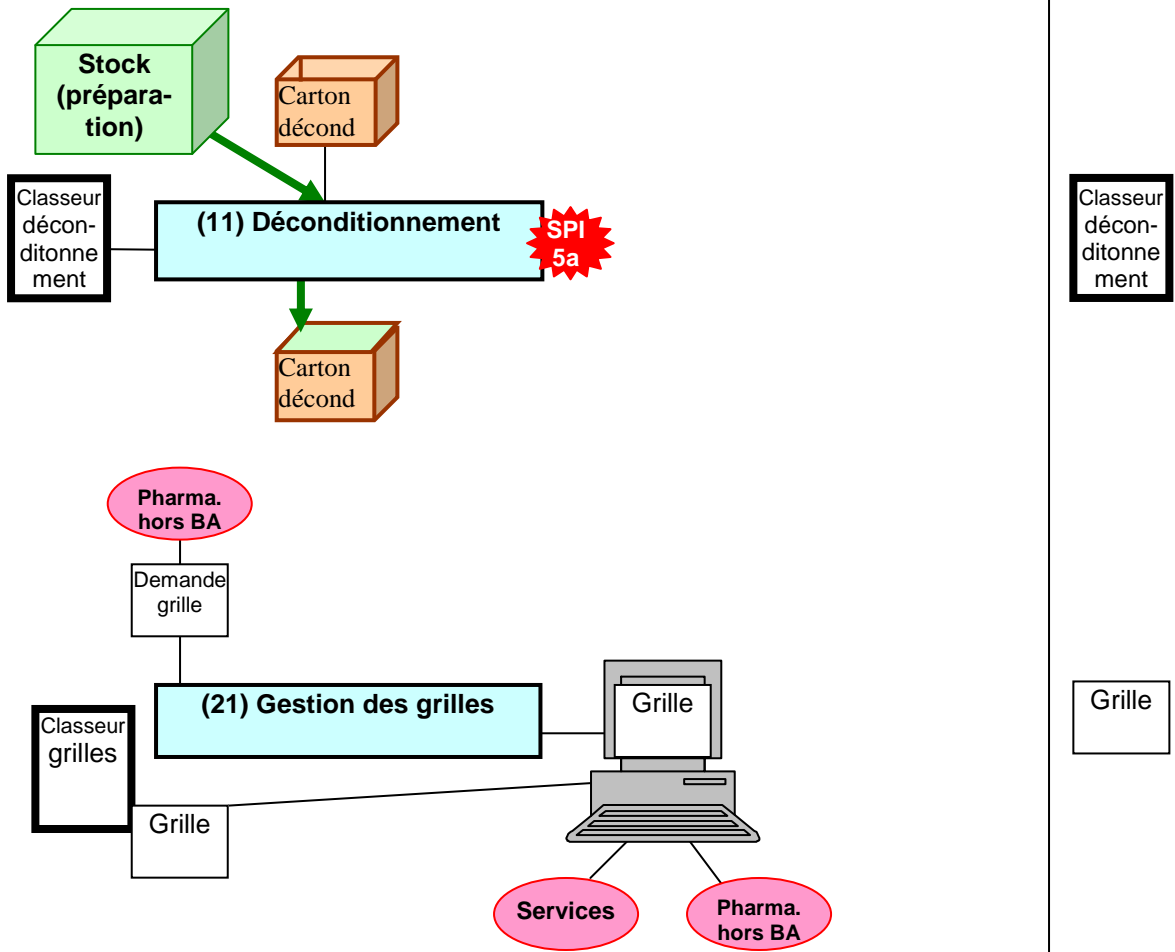 Stock
(prépara-
tion)
Carton
décond
Classeur
décon-
ditonne
ment
(11) Déconditionnement
SPI
5a
Classeur
décon-
ditonne
ment
Carton
décond
Pharma.
hors BA
Demande
grille
(21) Gestion des grilles
Grille
Grille
Classeur
grilles
Grille
Services
Pharma.
hors BA